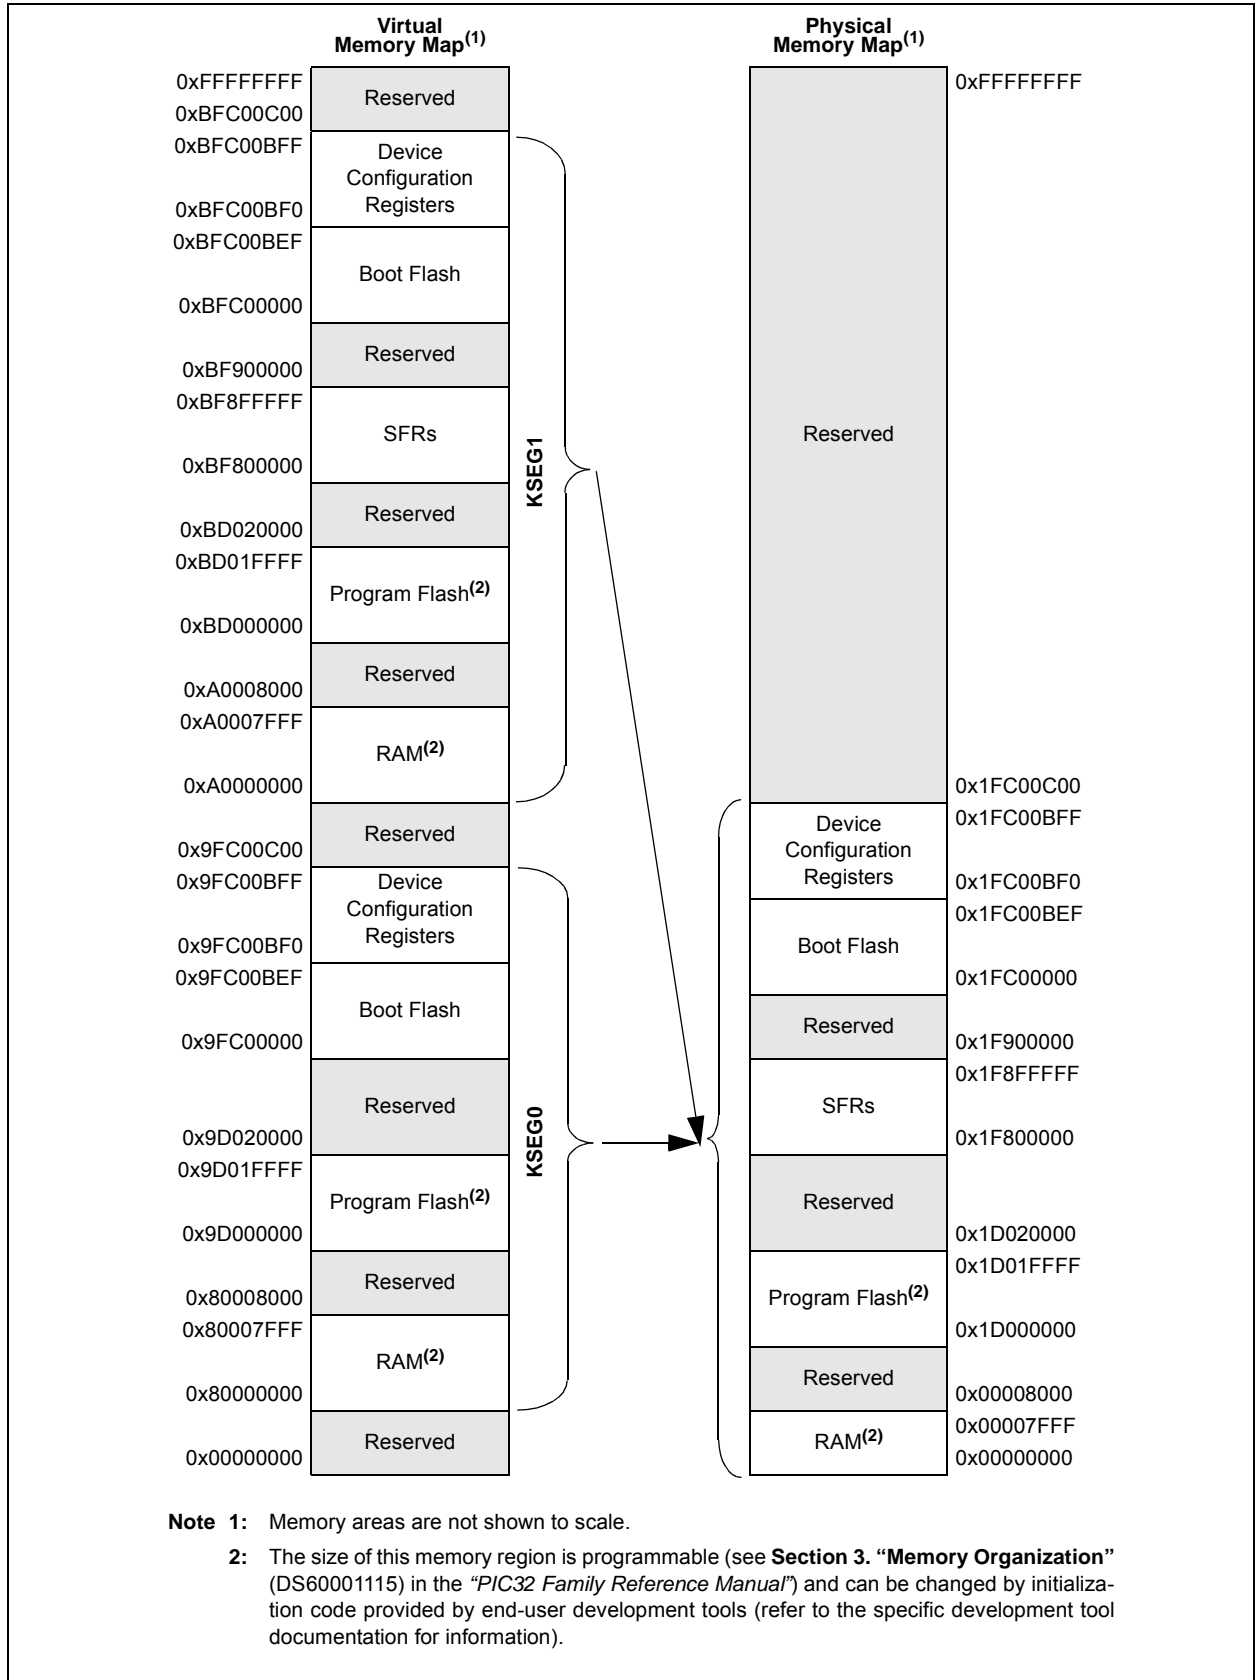 Virtual
Memory Map(1)
0xFFFFFFFF
Reserved
0xBFC00C00
0xBFC00BFF
Device
Configuration
Registers
0xBFC00BF0
0xBFC00BEF
Boot Flash
0xBFC00000
Reserved
0xBF900000
0xBF8FFFFF
SFRs
0xBF800000
Reserved
0xBD020000
0xBD01FFFF
Program Flash(2)
0xBD000000
Reserved
0xA0008000
0xA0007FFF
RAM(2)
0xA0000000
Reserved
0x9FC00C00
0x9FC00BFF
Device
Configuration
Registers
0x9FC00BF0
0x9FC00BEF
Boot Flash
0x9FC00000
Reserved
0x9D020000
0x9D01FFFF
Program Flash(2)
0x9D000000
Reserved
0x80008000
0x80007FFF
RAM(2)
0x80000000
Reserved
0x00000000
KSEG1
KSEG0
Physical
Memory Map(1)
0xFFFFFFFF
Reserved
0x1FC00C00
0x1FC00BFF
Device
Configuration
Registers
0x1FC00BF0
0x1FC00BEF
Boot Flash
0x1FC00000
Reserved
0x1F900000
0x1F8FFFFF
SFRs
0x1F800000
Reserved
0x1D020000
0x1D01FFFF
Program Flash(2)
0x1D000000
Reserved
0x00008000
0x00007FFF
RAM(2)
0x00000000
Note 1: Memory areas are not shown to scale.
2: The size of this memory region is programmable (see Section 3. “Memory Organization”
(DS60001115) in the “PIC32 Family Reference Manual”) and can be changed by initializa-
tion code provided by end-user development tools (refer to the specific development tool
documentation for information).